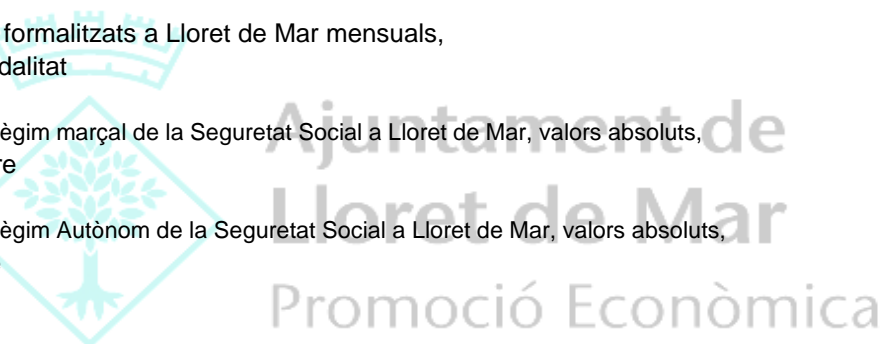 formalitzats a Lloret de Mar mensuals,
dalitat
ègim marçal de la Seguretat Social a Lloret de Mar, valors absoluts,
re
ègim Autònom de la Seguretat Social a Lloret de Mar, valors absoluts,
Ajuntament de
Lloret de Mar
Promoció Econòmica